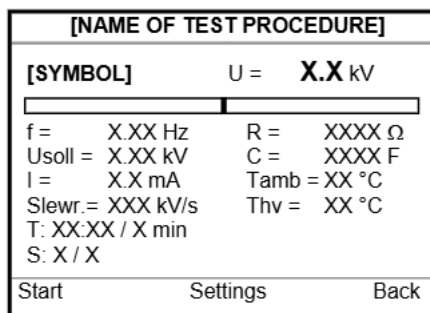 [NAME OF TEST PROCEDURE]
[SYMBOL] U = X.X kV
f = X.XX Hz R = XXXX Ω
Usoll = X.XX kV C = XXXX F
I = X.X mA Tamb = XX °C
Slewr.= XXX kV/s Thv = XX °C
T: XX:XX / X min
S: X / X
Start Settings Back